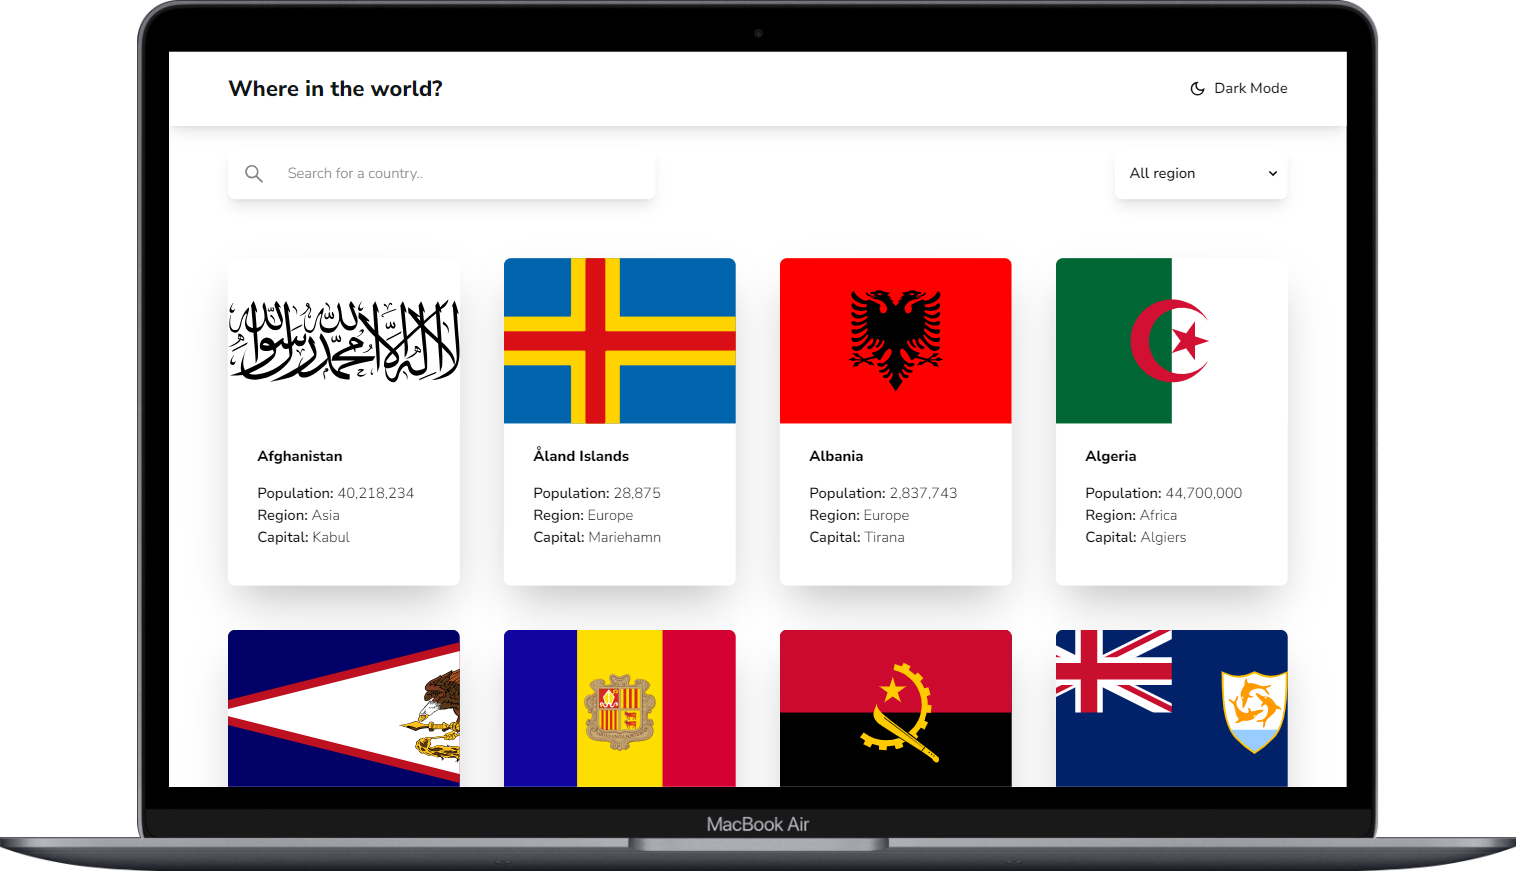 Where in the world?
Dark Mode
Search for a country..
All region
لا إله إلا الله محمد رسول الله
Afghanistan
Population: 40,218,234
Region: Asia
Capital: Kabul
Åland Islands
Population: 28,875
Region: Europe
Capital: Mariehamn
Albania
Population: 2,837,743
Region: Europe
Capital: Tirana
Algeria
Population: 44,700,000
Region: Africa
Capital: Algiers
MacBook Air